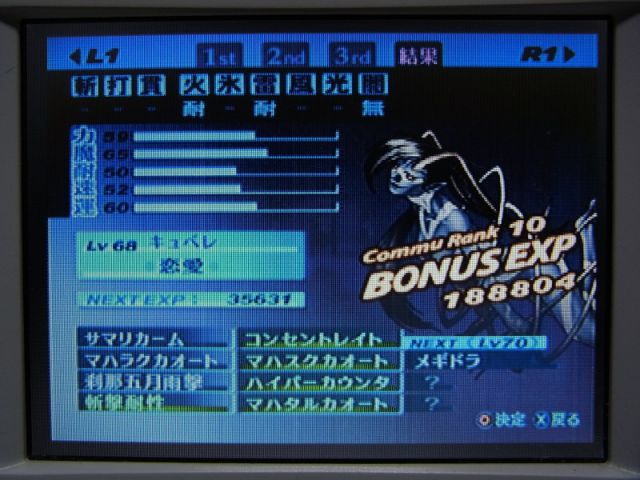 L1 1st 2nd 3rd 結果 R1
斬 打 貫 火 氷 雷 風 光 闇
- - - 耐 - 耐 - - 無
力 59
魔 65
耐 50
速 52
運 60
Lv 68 キュベレ
恋愛
NEXT EXP : 35631
Commu Rank 10
BONUS EXP
188804
サマリカーム コンセントレイト NEXT (Lv70)
マハラクカオート マハスクカオート メギドラ
刹那五月雨撃 ハイパーカウンタ ?
斬撃耐性 マハタルカオート ?
決定 戻る